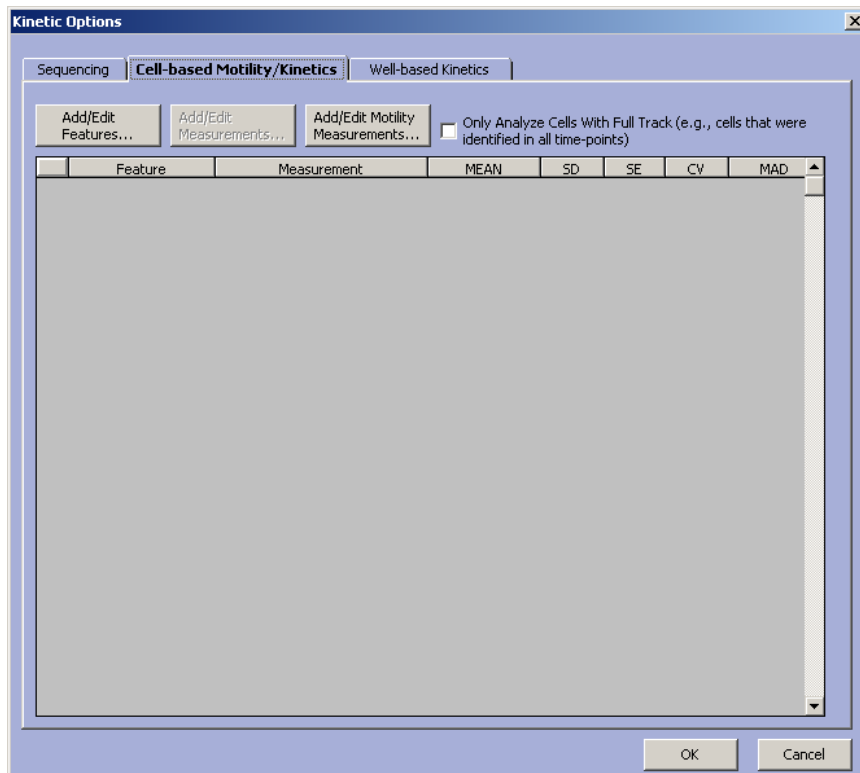 Kinetic Options
Sequencing Cell-based Motility/Kinetics Well-based Kinetics
Add/Edit
Features...
Add/Edit
Measurements...
Add/Edit Motility
Measurements...
Only Analyze Cells With Full Track (e.g., cells that were
identified in all time-points)
Feature Measurement MEAN SD SE CV MAD
OK Cancel